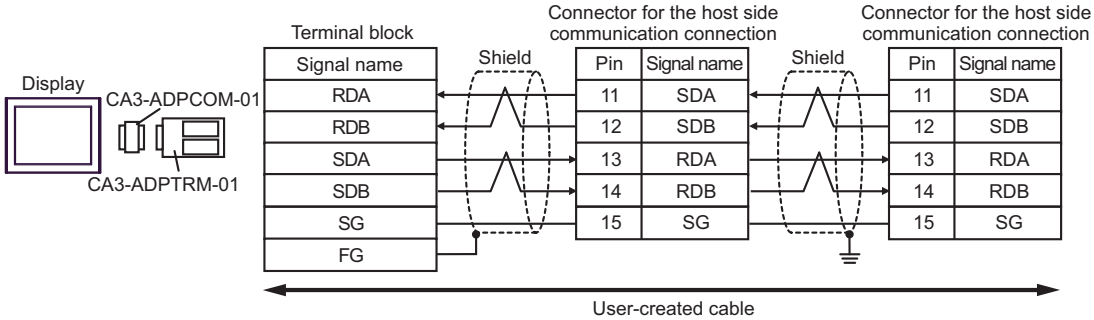 Display
CA3-ADPCOM-01
CA3-ADPTRM-01
Terminal block
Signal name
RDA
RDB
SDA
SDB
SG
FG
Shield
Connector for the host side
communication connection
Pin Signal name
11 SDA
12 SDB
13 RDA
14 RDB
15 SG
Shield
Connector for the host side
communication connection
Pin Signal name
11 SDA
12 SDB
13 RDA
14 RDB
15 SG
User-created cable